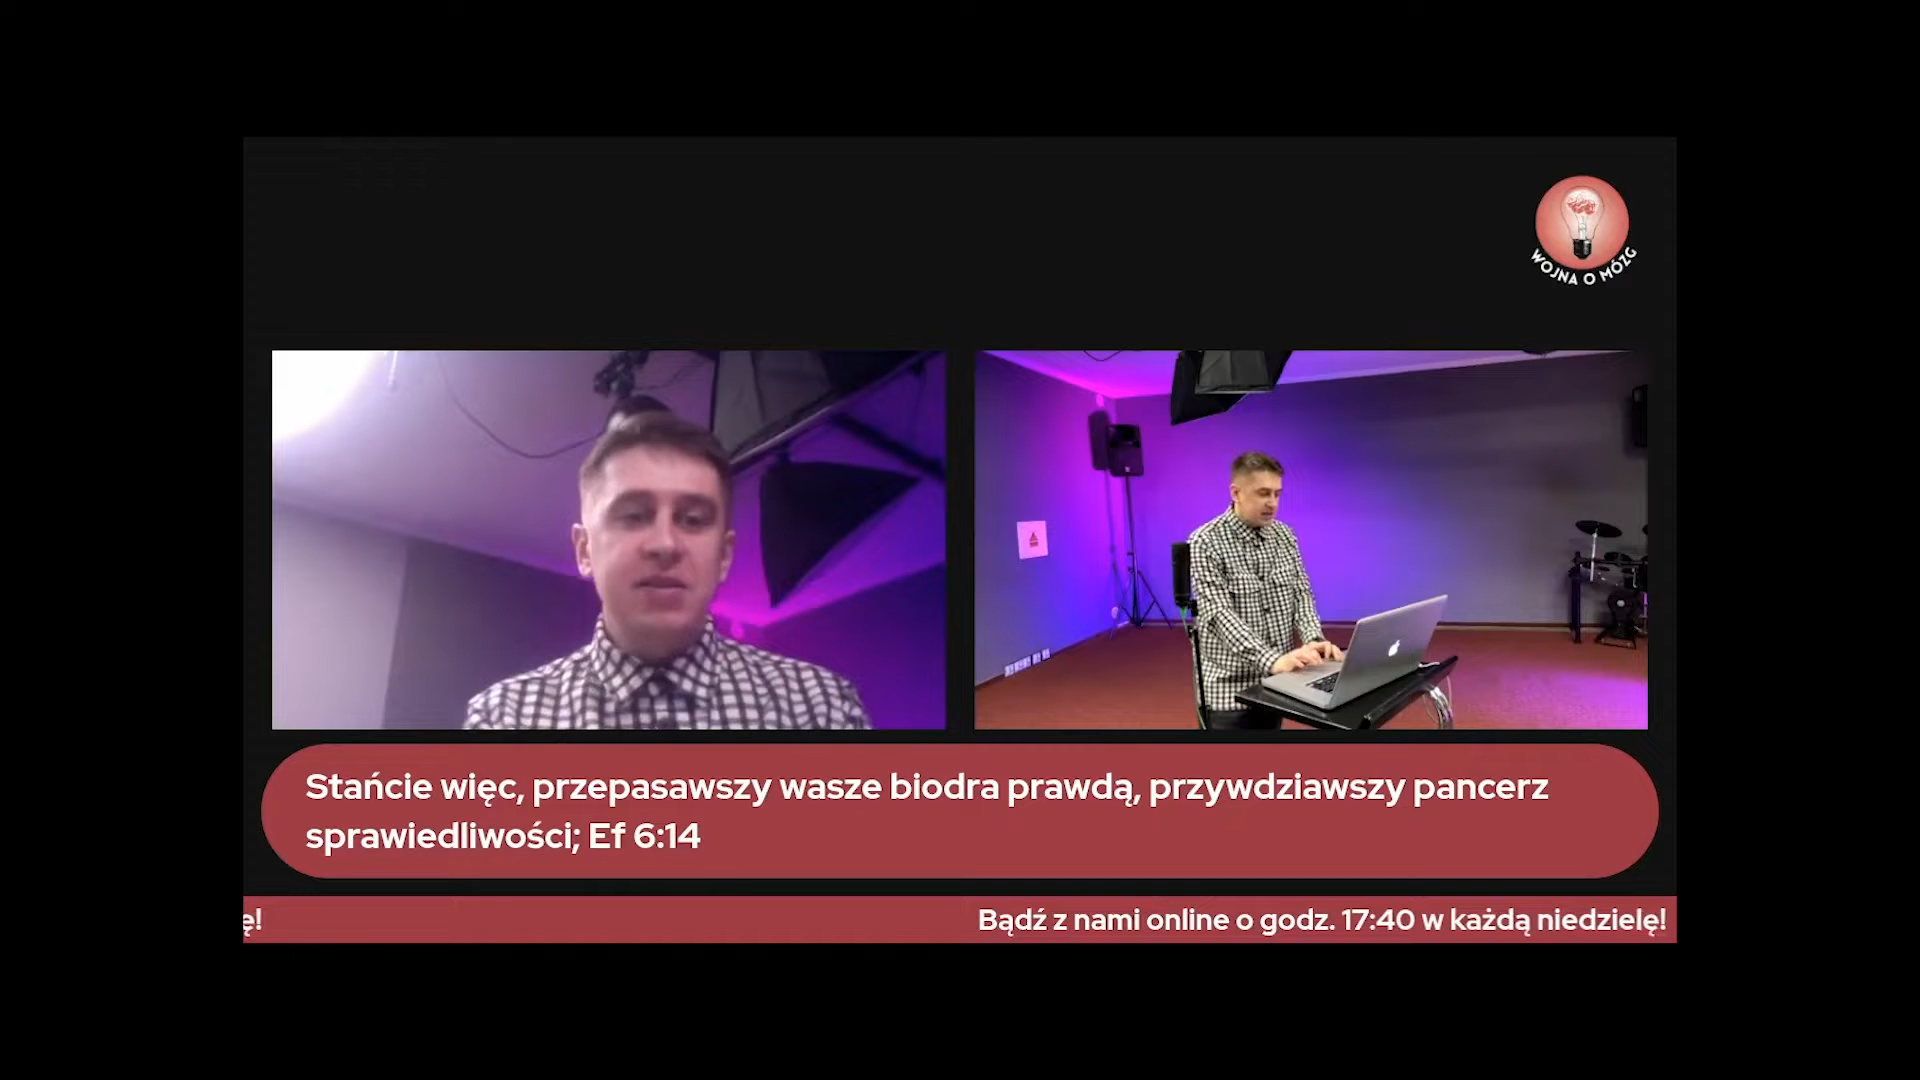 WOJNA O MÓZG
Stańcie więc, przepasawszy wasze biodra prawdą, przywdziawszy pancerz
sprawiedliwości; Ef 6:14
ę! Bądź z nami online o godz. 17:40 w każdą niedzielę!